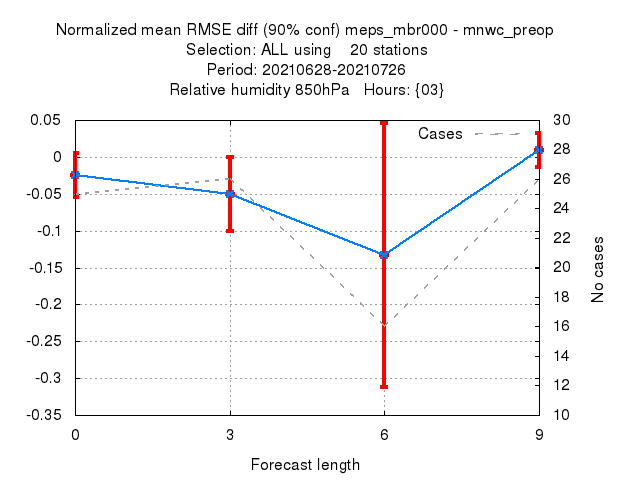 Normalized mean RMSE diff (90% conf) meps_mbr000 - mnwc_preop
Selection: ALL using 20 stations
Period: 20210628-20210726
Relative humidity 850hPa Hours: {03}
Cases
0.05
0
-0.05
-0.1
-0.15
-0.2
-0.25
-0.3
-0.35
30
28
26
24
22
20
18
16
14
12
10
No cases
0 3 6 9
Forecast length